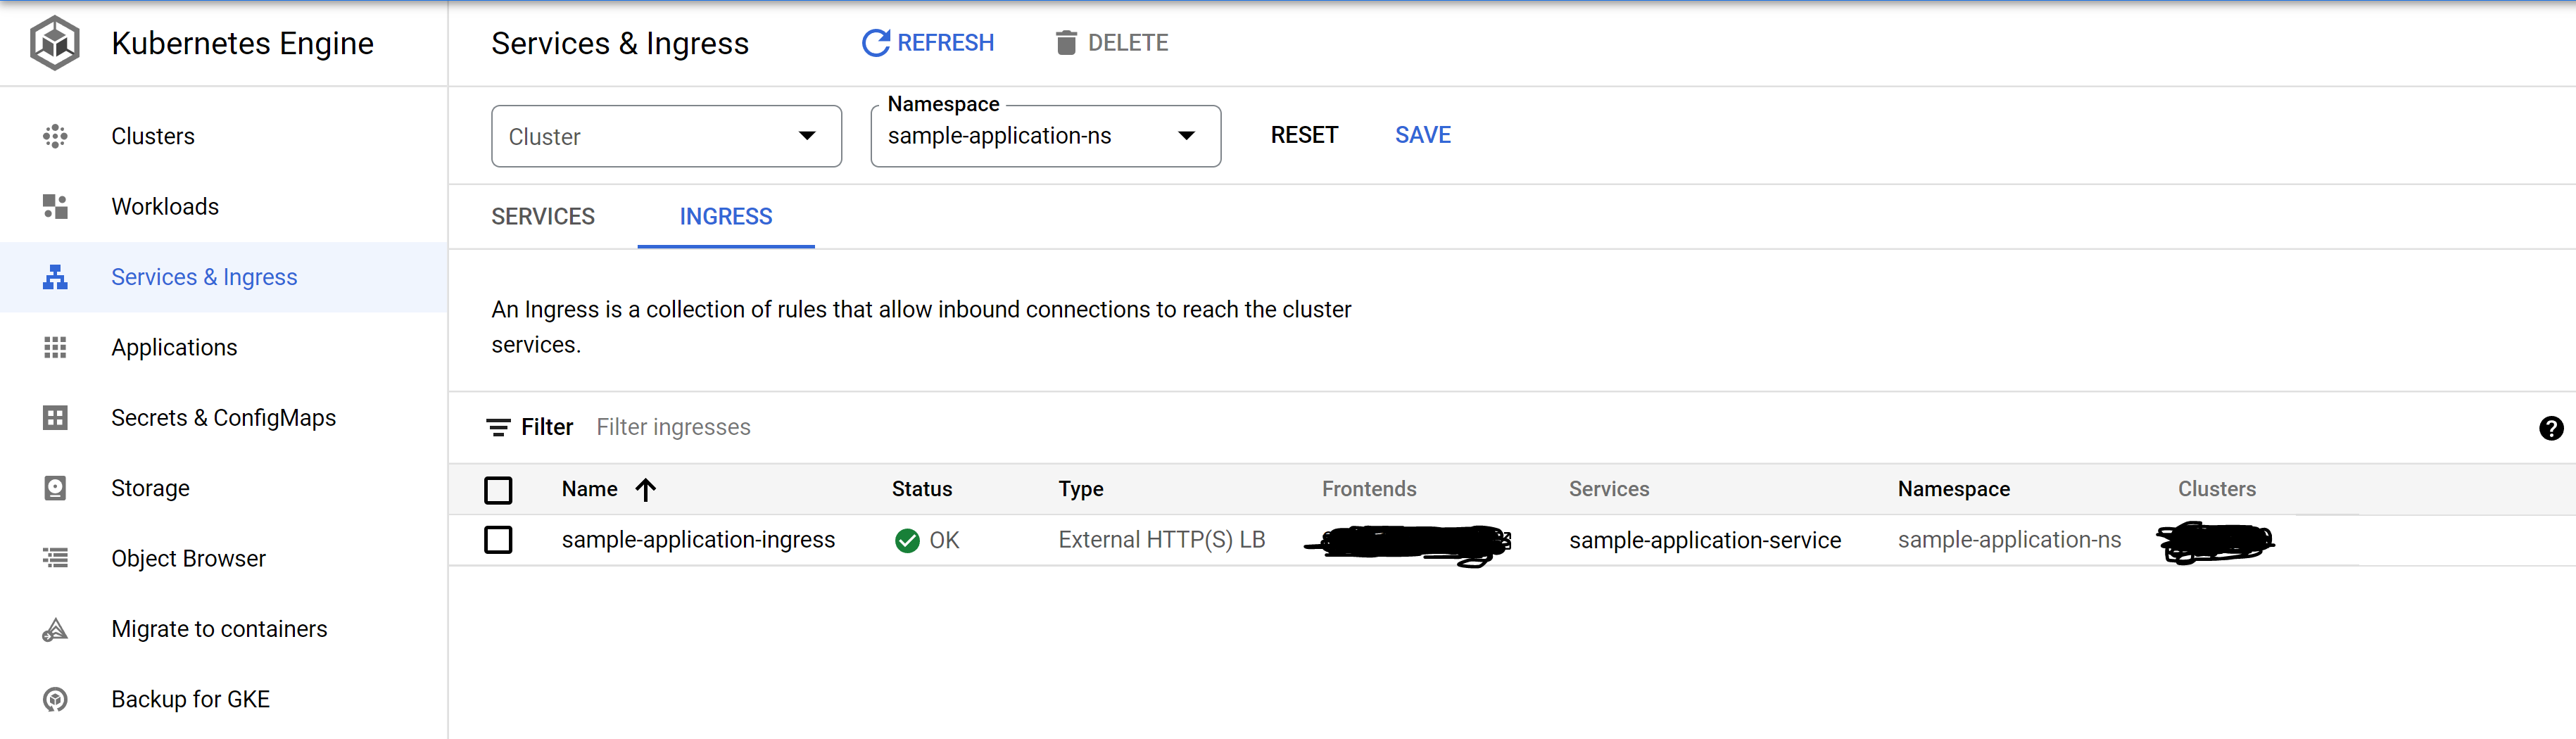 Kubernetes Engine
Services & Ingress
REFRESH
DELETE
Clusters
Workloads
Services & Ingress
Applications
Secrets & ConfigMaps
Storage
Object Browser
Migrate to containers
Backup for GKE
Cluster
Namespace
sample-application-ns
RESET
SAVE
SERVICES
INGRESS
An Ingress is a collection of rules that allow inbound connections to reach the cluster
services.
Filter
Filter ingresses
Name Status Type Frontends Services Namespace Clusters
sample-application-ingress OK External HTTP(S) LB sample-application-service sample-application-ns